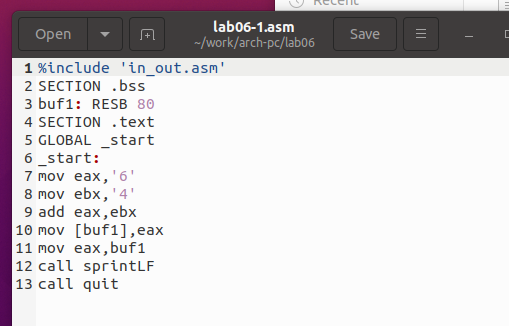 Recent
Open
lab06-1.asm
~/work/arch-pc/lab06
Save
1 %include 'in_out.asm'
2 SECTION .bss
3 buf1: RESB 80
4 SECTION .text
5 GLOBAL _start
6 _start:
7 mov eax,'6'
8 mov ebx,'4'
9 add eax,ebx
10 mov [buf1],eax
11 mov eax,buf1
12 call sprintLF
13 call quit